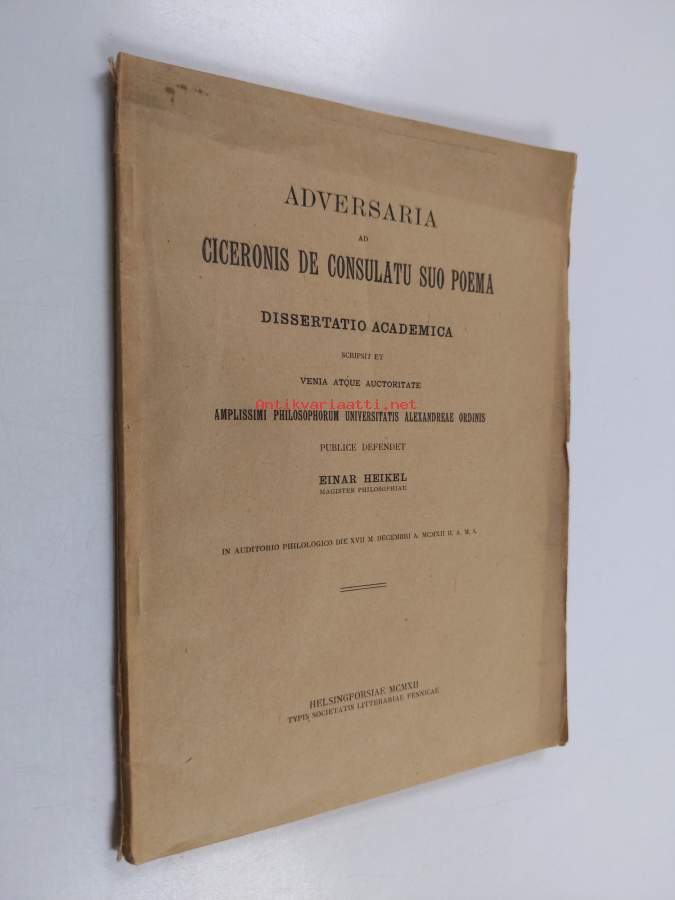 ADVERSARIA
AD
CICERONIS DE CONSULATU SUO POEMA
DISSERTATIO ACADEMICA
SCRIPSIT ET
VENIA ATQUE AUCTORITATE
Antikvariaatti.net
AMPLISSIMI PHILOSOPHORUM UNIVERSITATIS ALEXANDREAE ORDINIS
PUBLICE DEFENDET
EINAR HEIKEL
MAGISTER PHILOSOPHIAE
IN AUDITORIO PHILOLOGICO DIE XVII M. DECEMBRI A. MCMXII H. A. M. S.
HELSINGFORSIAE MCMXII
TYPIS SOCIETATIS LITTERARIAE FENNICAE